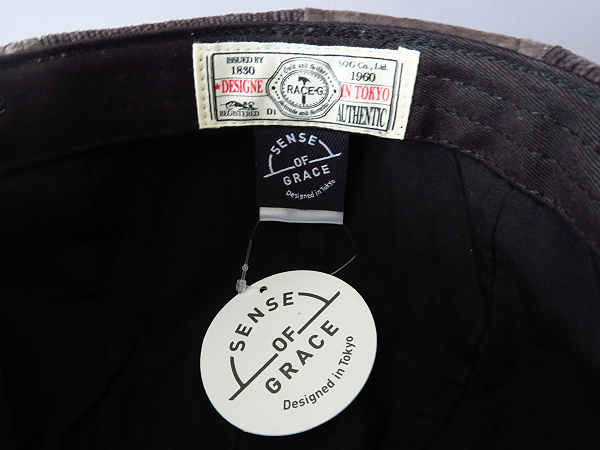 ISSUED BY
1830
★DESIGNE
REGISTERED
RACE-G
SOG Co., Ltd.
1960
IN TOKYO
AUTHENTIC
SENSE
OF
GRACE
Designed in Tokyo
SENSE
OF
GRACE
Designed in Tokyo